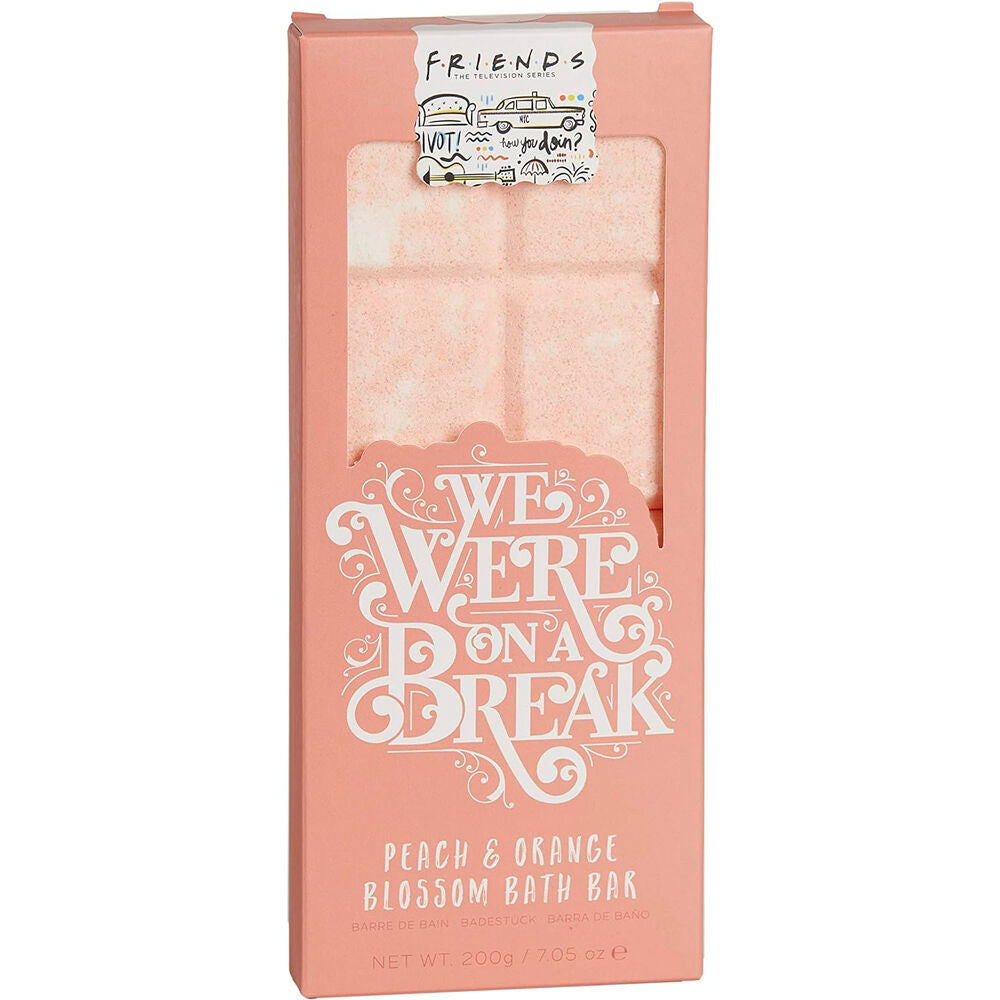 F·R·I·E·N·D·S
THE TELEVISION SERIES
NYC
PIVOT!
how you doin?
WE
WERE
ON A
BREAK
PEACH & ORANGE
BLOSSOM BATH BAR
BARRE DE BAIN · BADESTÜCK · BARRA DE BAÑO
NET WT. 200g / 7.05 oz ℮